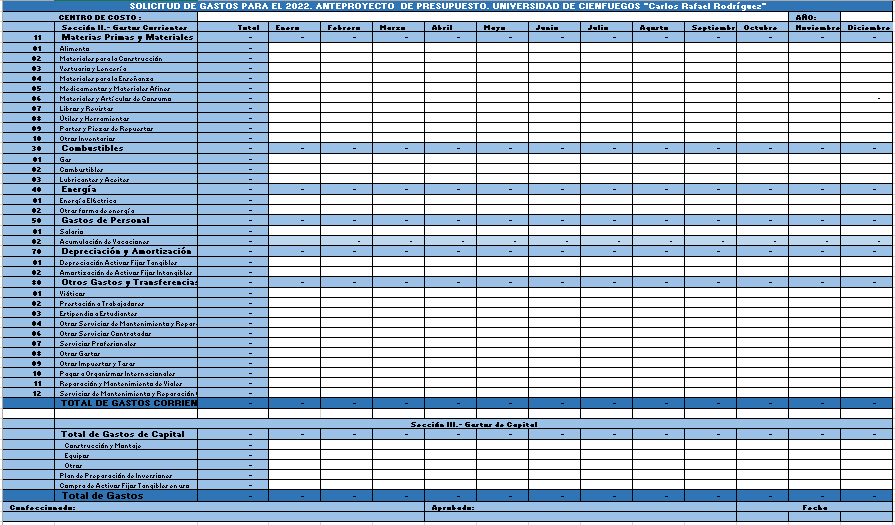 SOLICITUD DE GASTOS PARA EL 2022. ANTEPROYECTO DE PRESUPUESTO. UNIVERSIDAD DE CIENFUEGOS "Carlos Rafael Rodríguez"
CENTRO DE COSTO : AÑO:
Sección II.- Gastos Corrientes Total Enero Febrero Marzo Abril Mayo Junio Julio Agosto Septiembr Octubre Noviembre Diciembre
11 Materias Primas y Materiales - - - - - - - - - - - - -
01 Alimento -
02 Materiales para la Construcción -
03 Vestuario y Lencería -
04 Materiales para la Enseñanza -
05 Medicamentos y Materiales Afines -
06 Materiales y Artículos de Consumo - -
07 Libros y Revistas -
08 Útiles y Herramientas -
09 Partes y Piezas de Repuestos -
10 Otros Inventarios -
30 Combustibles - - - - - - - - - - - - -
01 Gas -
02 Combustibles -
03 Lubricantes y Aceites -
40 Energía - - - - - - - - - - - - -
01 Energía Eléctrica -
02 Otras forma de energía -
50 Gastos de Personal - - - - - - - - - - - - -
01 Salario -
02 Acumulación de Vacaciones - - - - - - - - - - - -
70 Depreciación y Amortización - - - - - - - - - - - - -
01 Depreciación Activos Fijos Tangibles -
02 Amortización de Activos Fijos Intangibles -
80 Otros Gastos y Transferencias - - - - - - - - - - - - -
01 Viáticos -
02 Prestación a Trabajadores -
03 Estipendio a Estudiantes -
04 Otros Servicios de Mantenimiento y Repar -
06 Otros Servicios Contratados -
07 Servicios Profesionales -
08 Otros Gastos -
09 Otros Impuestos y Tasas -
10 Pagos a Organismos Internacionales -
11 Reparación y Mantenimiento de Viales -
12 Servicios de Mantenimiento y Reparación -
TOTAL DE GASTOS CORRIEN - - - - - - - - - - - - -
Sección III.- Gastos de Capital
Total de Gastos de Capital - - - - - - - - - - - - -
Construcción y Montaje -
Equipos -
Otros -
Plan de Preparación de Inversiones -
Compra de Activos Fijos Tangibles en uso -
Total de Gastos - - - - - - - - - - - - -
Confeccionado: Aprobado: Fecha